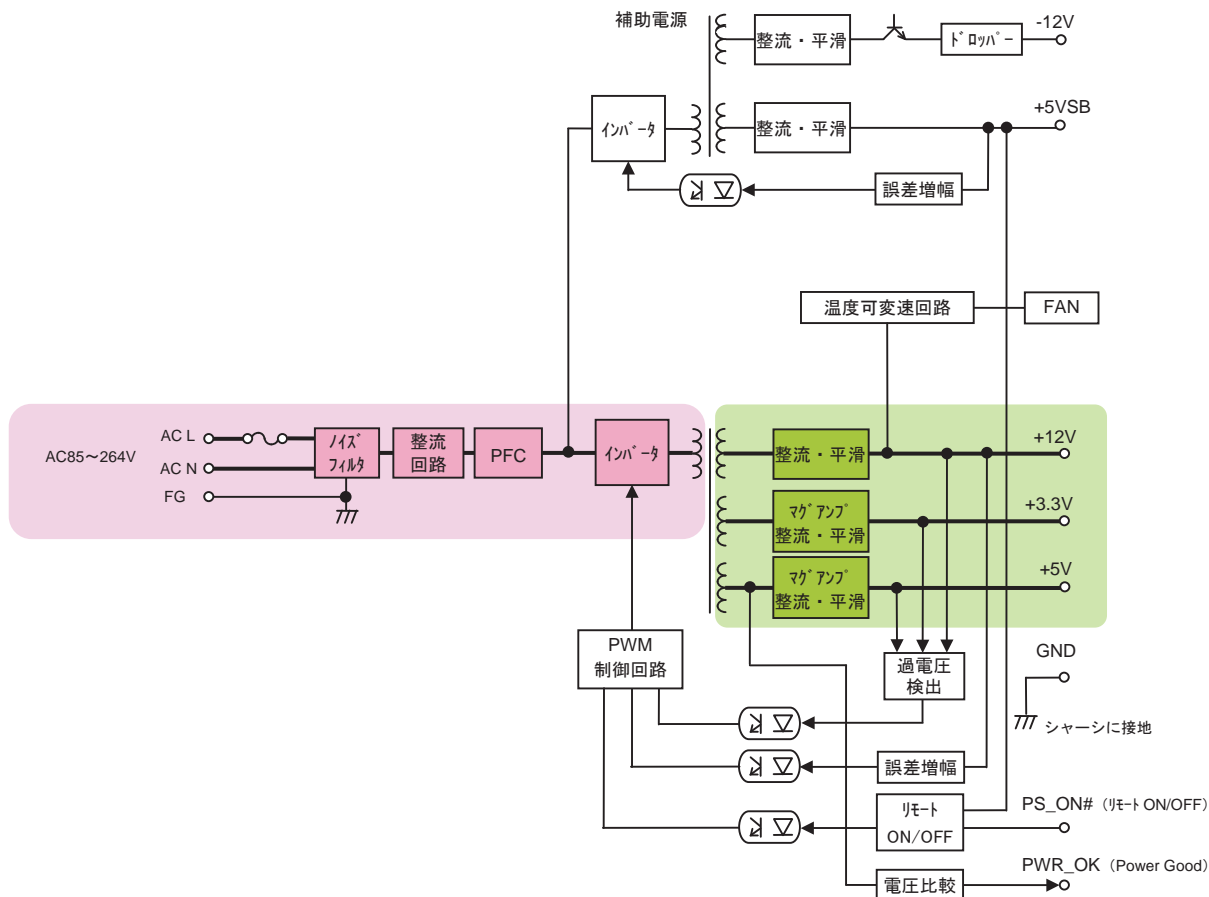 補助電源
整流・平滑
ﾄﾞﾛｯﾊﾟｰ
-12V
ｲﾝﾊﾞｰﾀ
整流・平滑
+5VSB
誤差増幅
温度可変速回路
FAN
AC85～264V
AC L
AC N
FG
ﾉｲｽﾞ
ﾌｨﾙﾀ
整流
回路
PFC
ｲﾝﾊﾞｰﾀ
整流・平滑
+12V
ﾏｸﾞｱﾝﾌﾟ
整流・平滑
+3.3V
ﾏｸﾞｱﾝﾌﾟ
整流・平滑
+5V
PWM
制御回路
過電圧
検出
GND
シャーシに接地
誤差増幅
ﾘﾓｰﾄ
ON/OFF
PS_ON#（ﾘﾓｰﾄ ON/OFF）
電圧比較
PWR_OK（Power Good）